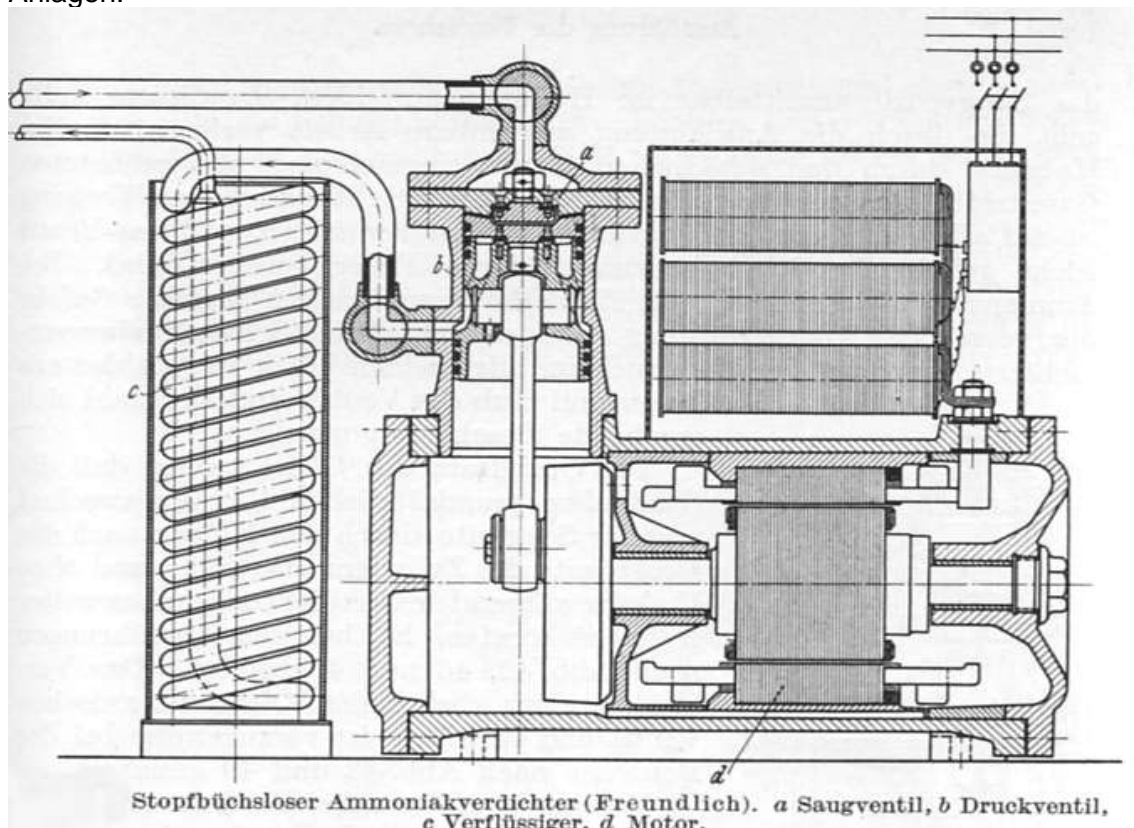 Anlagen.
a
b
c
d
Stopfbüchsloser Ammoniakverdichter (Freundlich). a Saugventil, b Druckventil,
c Verflüssiger, d Motor.